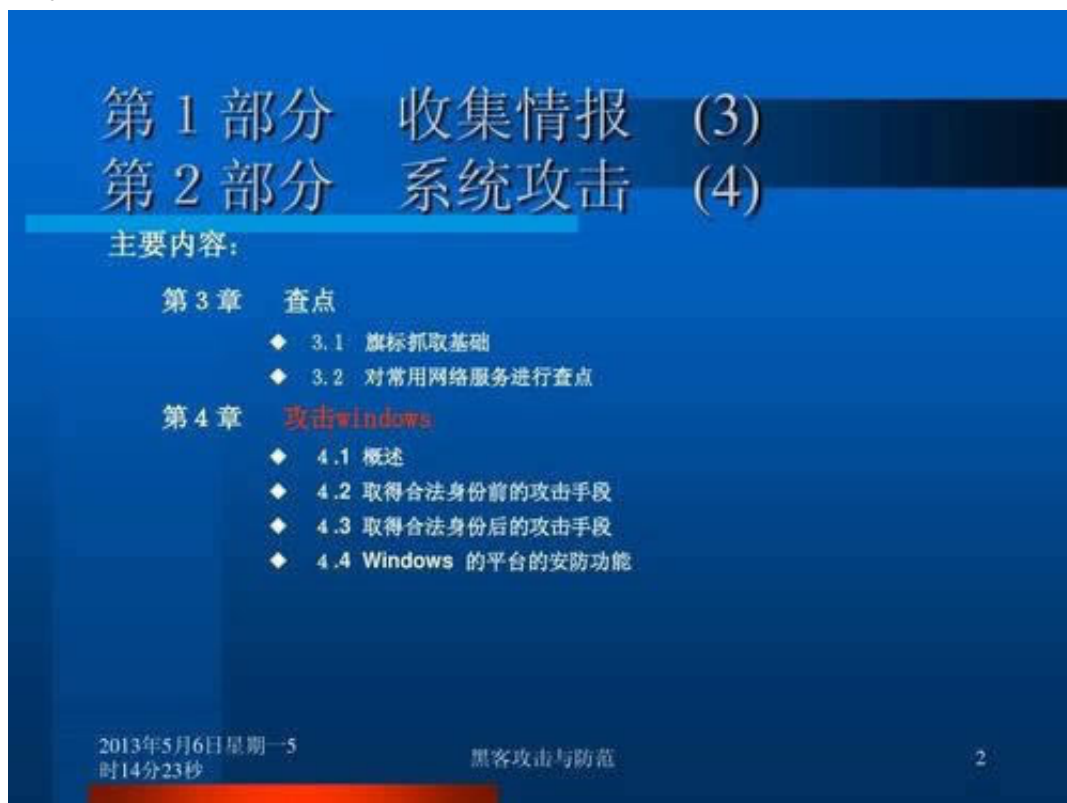 第 1 部分 收集情报 (3)
第 2 部分 系统攻击 (4)
主要内容：
第 3 章 查点
◆ 3.1 旗标抓取基础
◆ 3.2 对常用网络服务进行查点
第 4 章 攻击windows
◆ 4.1 概述
◆ 4.2 取得合法身份前的攻击手段
◆ 4.3 取得合法身份后的攻击手段
◆ 4.4 Windows 的平台的安防功能
2013年5月6日星期一5
时14分23秒
黑客攻击与防范
2